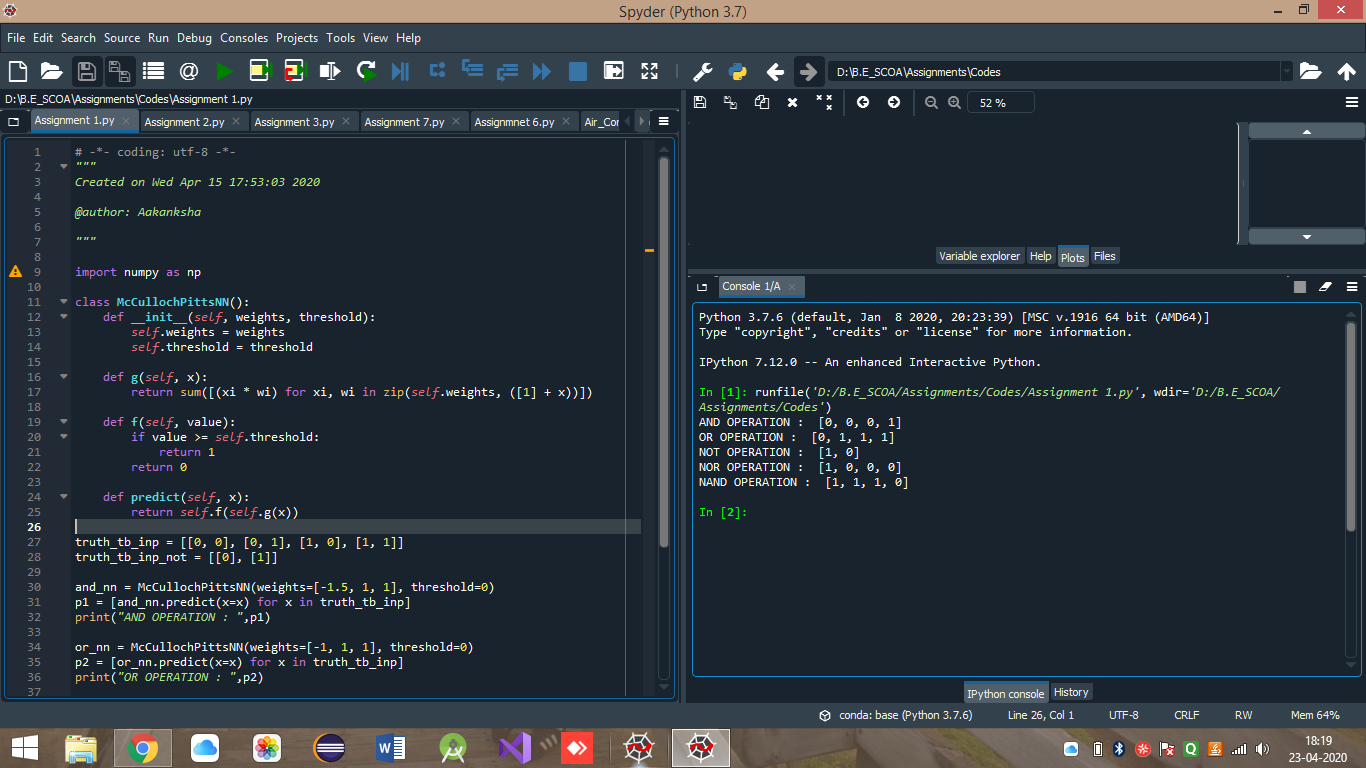 Spyder (Python 3.7)
File Edit Search Source Run Debug Consoles Projects Tools View Help
D:\B.E_SCOA\Assignments\Codes
D:\B.E_SCOA\Assignments\Codes\Assignment 1.py
Assignment 1.py Assignment 2.py Assignment 3.py Assignment 7.py Assignmnet 6.py Air_Cor
1 # -*- coding: utf-8 -*-
2 """
3 Created on Wed Apr 15 17:53:03 2020
4
5 @author: Aakanksha
6
7 """
8
9 import numpy as np
10
11 class McCullochPittsNN():
12 def __init__(self, weights, threshold):
13 self.weights = weights
14 self.threshold = threshold
15
16 def g(self, x):
17 return sum([(xi * wi) for xi, wi in zip(self.weights, ([1] + x))])
18
19 def f(self, value):
20 if value >= self.threshold:
21 return 1
22 return 0
23
24 def predict(self, x):
25 return self.f(self.g(x))
26
27 truth_tb_inp = [[0, 0], [0, 1], [1, 0], [1, 1]]
28 truth_tb_inp_not = [[0], [1]]
29
30 and_nn = McCullochPittsNN(weights=[-1.5, 1, 1], threshold=0)
31 p1 = [and_nn.predict(x=x) for x in truth_tb_inp]
32 print("AND OPERATION : ",p1)
33
34 or_nn = McCullochPittsNN(weights=[-1, 1, 1], threshold=0)
35 p2 = [or_nn.predict(x=x) for x in truth_tb_inp]
36 print("OR OPERATION : ",p2)
37
52 %
Variable explorer Help Plots Files
Console 1/A
Python 3.7.6 (default, Jan  8 2020, 20:23:39) [MSC v.1916 64 bit (AMD64)]
Type "copyright", "credits" or "license" for more information.
IPython 7.12.0 -- An enhanced Interactive Python.
In [1]: runfile('D:/B.E_SCOA/Assignments/Codes/Assignment 1.py', wdir='D:/B.E_SCOA/
Assignments/Codes')
AND OPERATION :  [0, 0, 0, 1]
OR OPERATION :  [0, 1, 1, 1]
NOT OPERATION :  [1, 0]
NOR OPERATION :  [1, 0, 0, 0]
NAND OPERATION :  [1, 1, 1, 0]
In [2]:
IPython console History
conda: base (Python 3.7.6) Line 26, Col 1 UTF-8 CRLF RW Mem 64%
18:19
23-04-2020